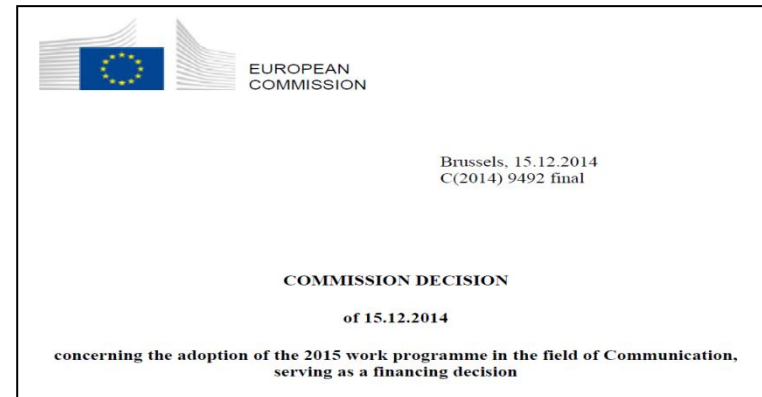 EUROPEAN
COMMISSION
Brussels, 15.12.2014
C(2014) 9492 final
COMMISSION DECISION
of 15.12.2014
concerning the adoption of the 2015 work programme in the field of Communication,
serving as a financing decision